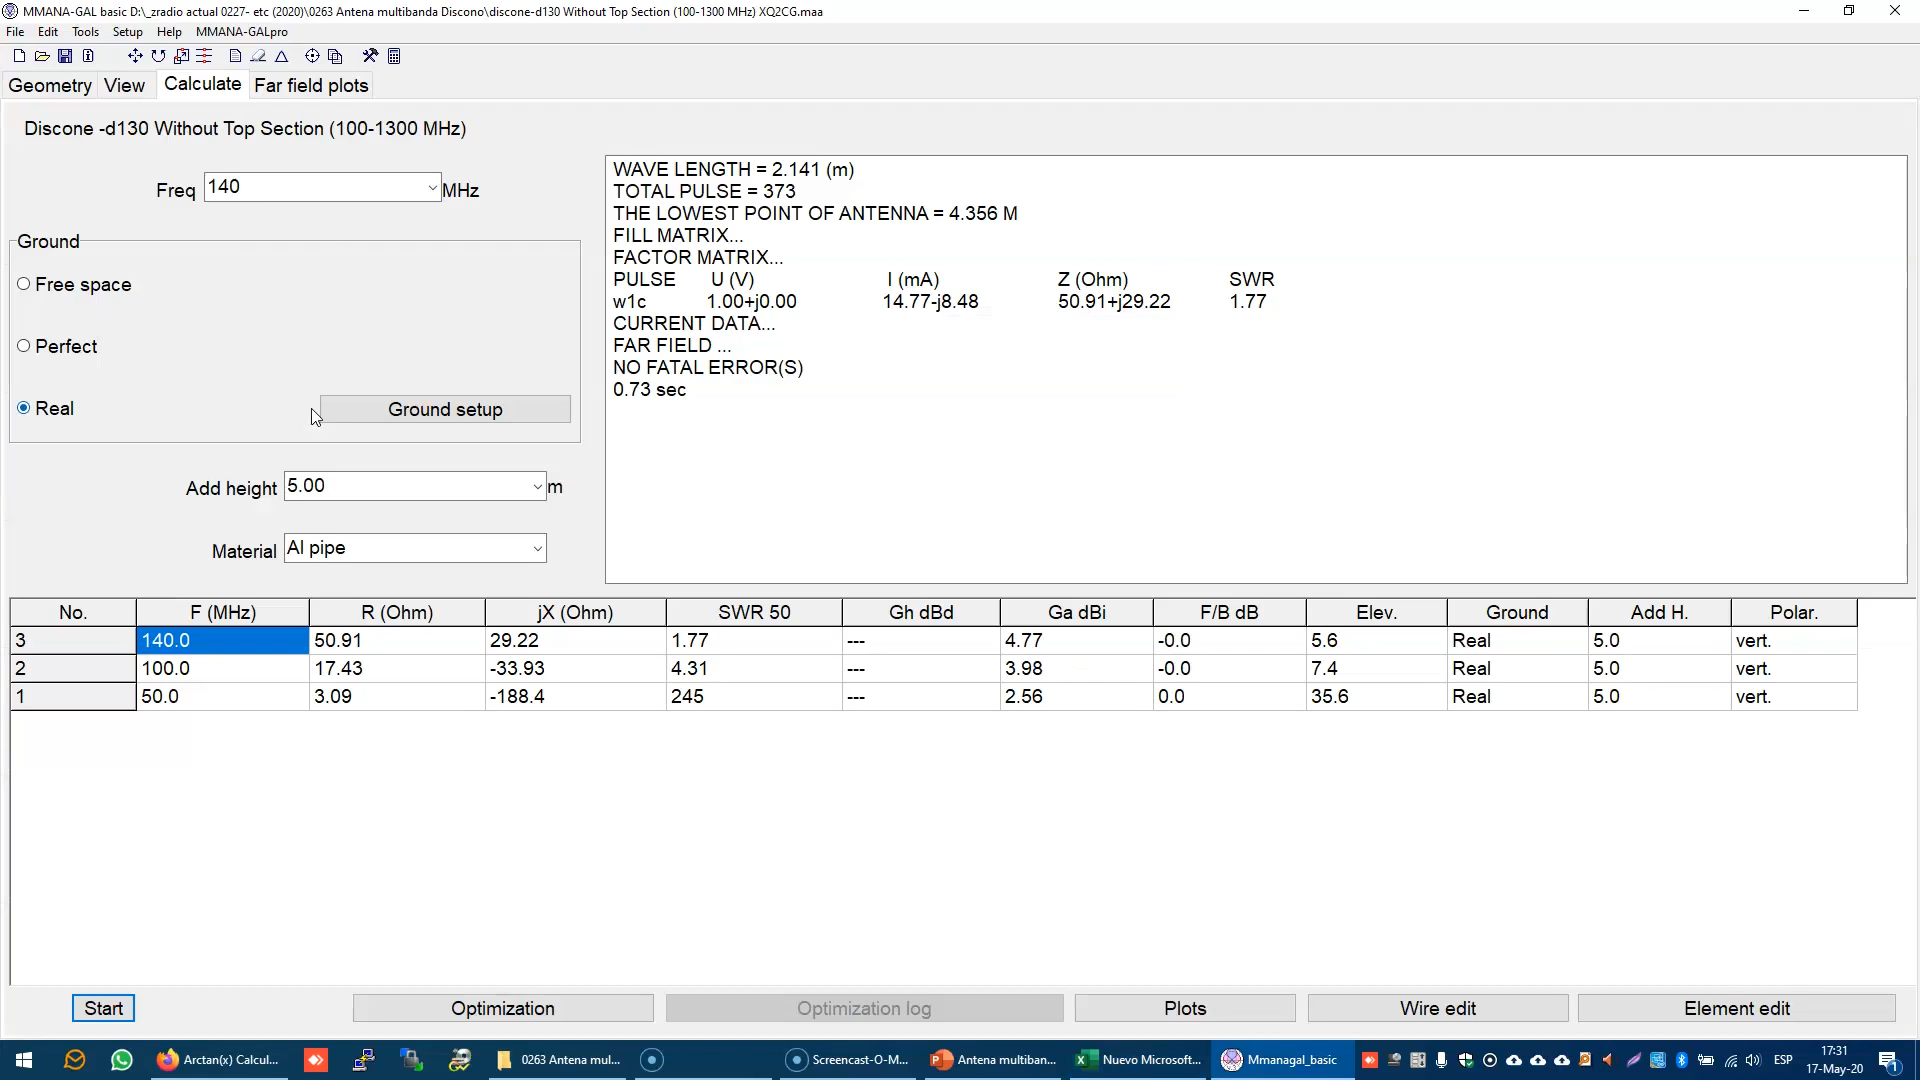 MMANA-GAL basic D:\_zradio actual 0227- etc (2020)\0263 Antena multibanda Discono\discone-d130 Without Top Section (100-1300 MHz) XQ2CG.maa
File Edit Tools Setup Help MMANA-GALpro
Geometry View Calculate Far field plots
Discone -d130 Without Top Section (100-1300 MHz)
Freq 140 MHz
Ground
Free space
Perfect
Real Ground setup
Add height 5.00 m
Material Al pipe
WAVE LENGTH = 2.141 (m)
TOTAL PULSE = 373
THE LOWEST POINT OF ANTENNA = 4.356 M
FILL MATRIX...
FACTOR MATRIX...
PULSE U (V) I (mA) Z (Ohm) SWR
w1c 1.00+j0.00 14.77-j8.48 50.91+j29.22 1.77
CURRENT DATA...
FAR FIELD ...
NO FATAL ERROR(S)
0.73 sec
No. F (MHz) R (Ohm) jX (Ohm) SWR 50 Gh dBd Ga dBi F/B dB Elev. Ground Add H. Polar.
3 140.0 50.91 29.22 1.77 --- 4.77 -0.0 5.6 Real 5.0 vert.
2 100.0 17.43 -33.93 4.31 --- 3.98 -0.0 7.4 Real 5.0 vert.
1 50.0 3.09 -188.4 245 --- 2.56 0.0 35.6 Real 5.0 vert.
Start Optimization Optimization log Plots Wire edit Element edit
Arctan(x) Calcul... 0263 Antena mul... Screencast-O-M... Antena multiban... Nuevo Microsoft... Mmanagal_basic ESP 17:31
17-May-20 1